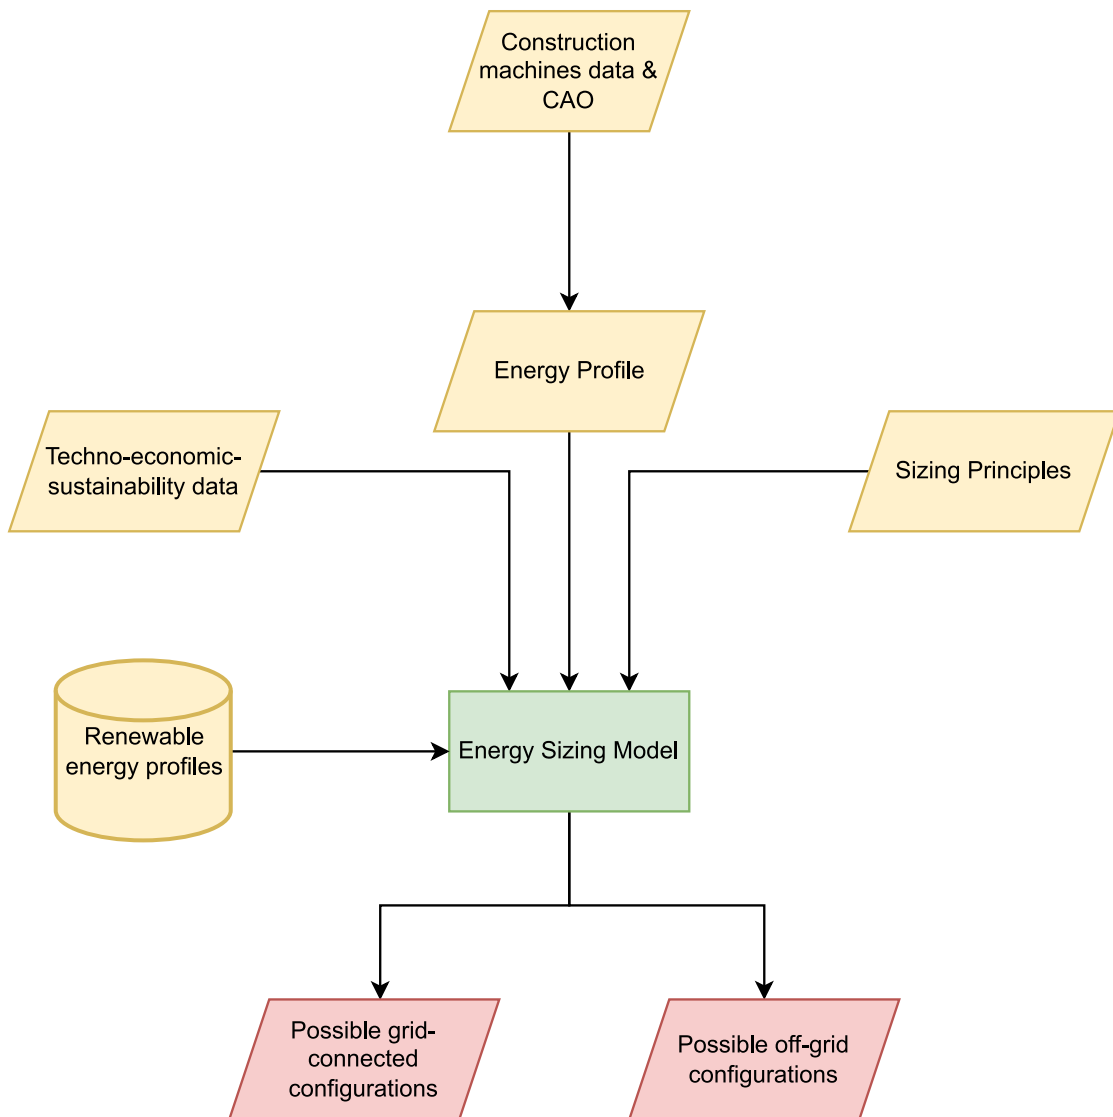 Construction
machines data &
CAO
Energy Profile
Techno-economic-
sustainability data
Sizing Principles
Renewable
energy profiles
Energy Sizing Model
Possible grid-
connected
configurations
Possible off-grid
configurations